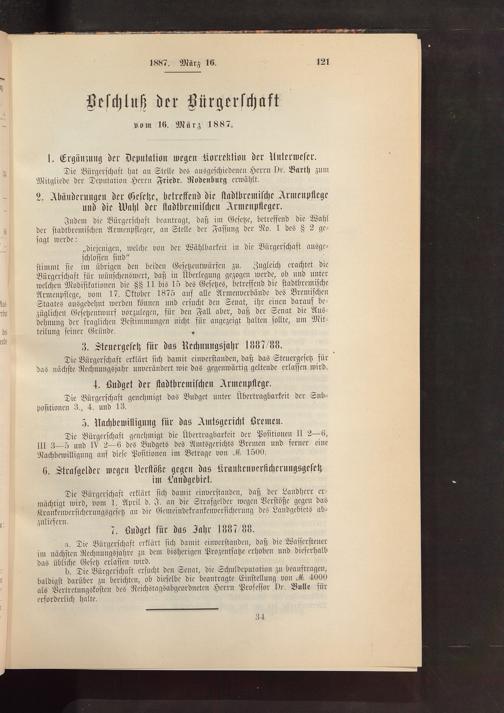 1887. März 16.
121
Beschluß der Bürgerschaft
vom 16. März 1887.
1. Ergänzung der Deputation wegen Korrektion der Unterweser.
Die Bürgerschaft hat an Stelle des ausgeschiedenen Herrn Dr. Barth zum
Mitgliede der Deputation Herrn Friedr. Rodenburg erwählt.
2. Abänderungen der Gesetze, betreffend die stadtbremische Armenpflege
und die Wahl der stadtbremischen Armenpfleger.
Indem die Bürgerschaft beantragt, daß im Gesetze, betreffend die Wahl
der stadtbremischen Armenpfleger, an Stelle der Fassung der No. 1 des § 2 ge-
sagt werde:
„diejenigen, welche von der Wählbarkeit in die Bürgerschaft ausge-
schlossen sind“
stimmt sie im übrigen den beiden Gesetzentwürfen zu. Zugleich erachtet die
Bürgerschaft für wünschenswert, daß in Überlegung gezogen werde, ob und unter
welchen Modifikationen die §§ 11 bis 15 des Gesetzes, betreffend die stadtbremische
Armenpflege, vom 17. Oktober 1875 auf alle Armenverbände des Bremischen
Staates ausgedehnt werden können und ersucht den Senat, ihr einen darauf be-
züglichen Gesetzentwurf vorzulegen, für den Fall aber, daß der Senat die Aus-
dehnung der fraglichen Bestimmungen nicht für angezeigt halten sollte, um Mit-
teilung seiner Gründe.
3. Steuergesetz für das Rechnungsjahr 1887/88.
Die Bürgerschaft erklärt sich damit einverstanden, daß das Steuergesetz für
das nächste Rechnungsjahr unverändert wie das gegenwärtig geltende erlassen wird.
4. Budget der stadtbremischen Armenpflege.
Die Bürgerschaft genehmigt das Budget unter Übertragbarkeit der Sub-
positionen 3., 4. und 13.
5. Nachbewilligung für das Amtsgericht Bremen.
Die Bürgerschaft genehmigt die Übertragbarkeit der Positionen II 2—6,
III 3—5 und IV 2—6 des Budgets des Amtsgerichts Bremen und ferner eine
Nachbewilligung auf diese Positionen im Betrage von ℳ 1500.
6. Strafgelder wegen Verstöße gegen das Krankenversicherungsgesetz
im Landgebiet.
Die Bürgerschaft erklärt sich damit einverstanden, daß der Landherr er-
mächtigt wird, vom 1. April d. J. an die Strafgelder wegen Verstöße gegen das
Krankenversicherungsgesetz an die Gemeindekrankenversicherung des Landgebiets ab-
zuliefern.
7. Budget für das Jahr 1887/88.
a. Die Bürgerschaft erklärt sich damit einverstanden, daß die Wassersteuer
im nächsten Rechnungsjahre zu dem bisherigen Prozentsatze erhoben und dieserhalb
das übliche Gesetz erlassen wird.
b. Die Bürgerschaft ersucht den Senat, die Schuldeputation zu beauftragen,
baldigst darüber zu berichten, ob dieselbe die beantragte Einstellung von ℳ 4000
als Vertretungskosten des Reichstagsabgeordneten Herrn Professor Dr. Bulle für
erforderlich halte.
34